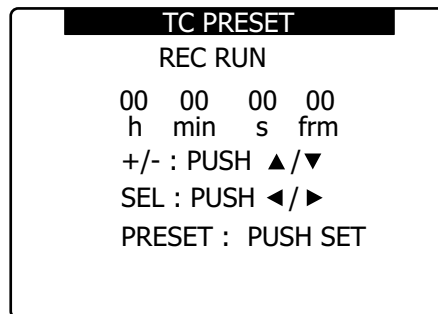 TC PRESET
REC RUN
00 00 00 00
h min s frm
+/- : PUSH ▲/▼
SEL : PUSH ◄/►
PRESET : PUSH SET